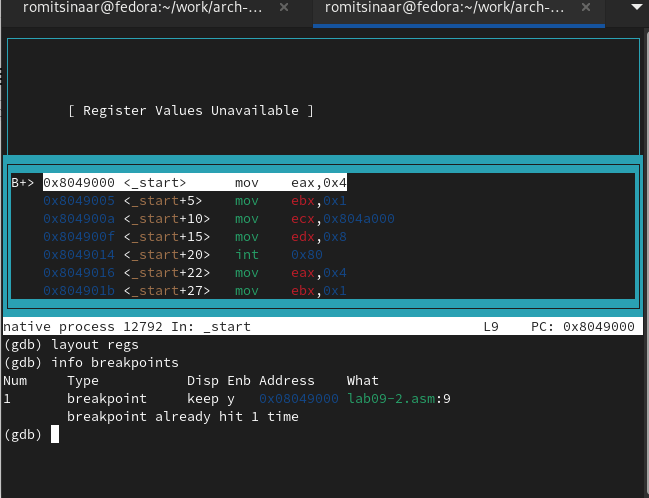 romitsinaar@fedora:~/work/arch-... × romitsinaar@fedora:~/work/arch-... ×
[ Register Values Unavailable ]
B+> 0x8049000 <_start> mov eax,0x4
0x8049005 <_start+5> mov ebx,0x1
0x804900a <_start+10> mov ecx,0x804a000
0x804900f <_start+15> mov edx,0x8
0x8049014 <_start+20> int 0x80
0x8049016 <_start+22> mov eax,0x4
0x804901b <_start+27> mov ebx,0x1
native process 12792 In: _start L9 PC: 0x8049000
(gdb) layout regs
(gdb) info breakpoints
Num Type Disp Enb Address What
1 breakpoint keep y 0x08049000 lab09-2.asm:9
breakpoint already hit 1 time
(gdb)